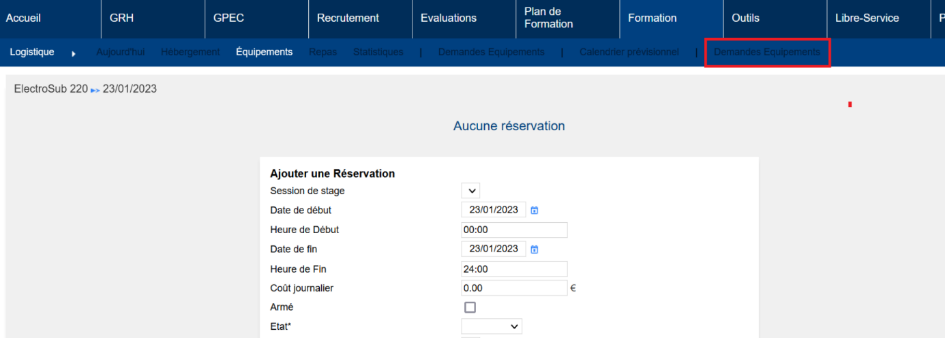 Accueil GRH GPEC Recrutement Evaluations Plan de Formation Formation Outils Libre-Service P
Logistique Aujourd'hui Hébergement Équipements Repas Statistiques | Demandes Equipements | Calendrier prévisionnel | Demandes Equipements
ElectroSub 220 23/01/2023
Aucune réservation
Ajouter une Réservation
Session de stage
Date de début 23/01/2023
Heure de Début 00:00
Date de fin 23/01/2023
Heure de Fin 24:00
Coût journalier 0.00 €
Armé
Etat*